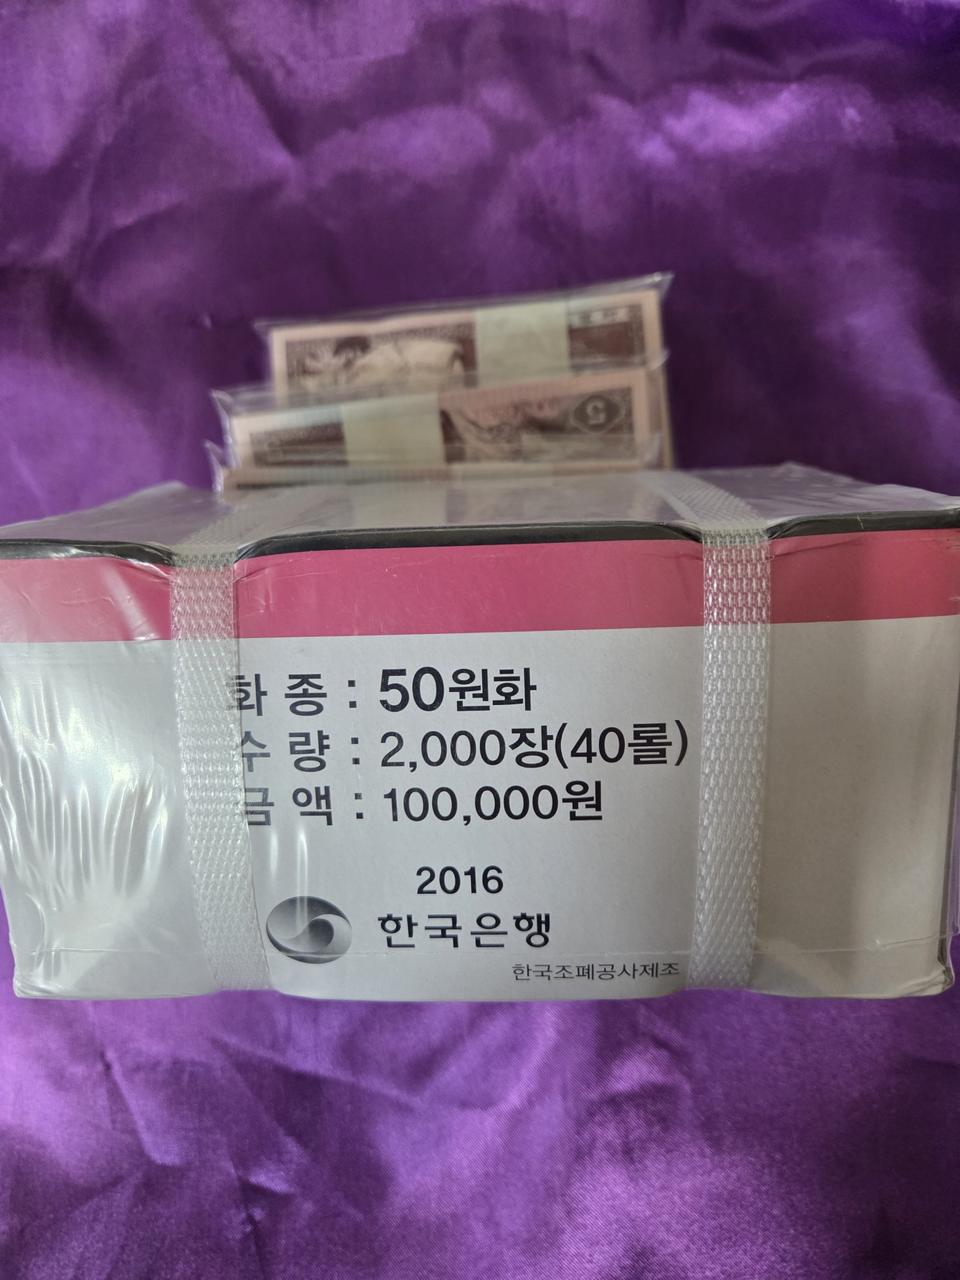 5
화 종 : 50원화
수 량 : 2,000장(40롤)
금 액 : 100,000원
2016
한국은행
한국조폐공사제조